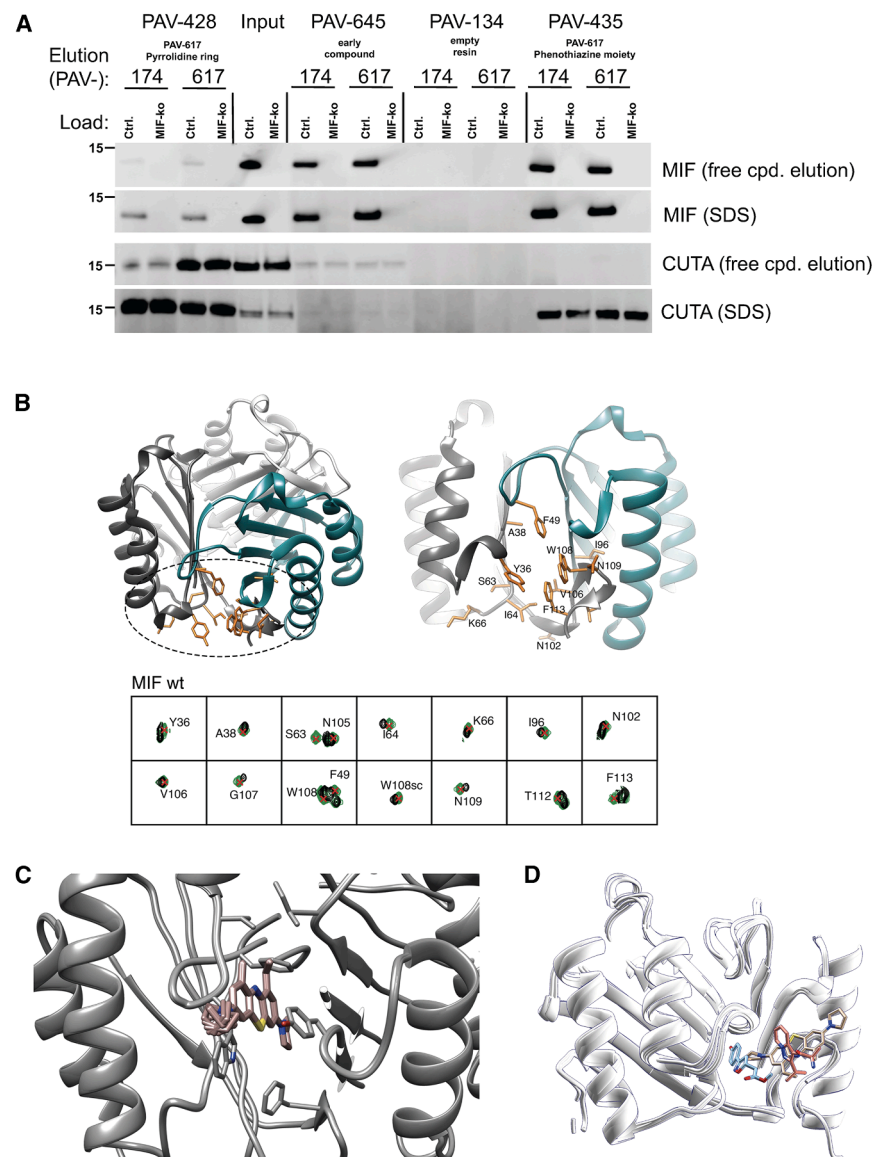 A
PAV-428 Input PAV-645 PAV-134 PAV-435
PAV-617 early empty PAV-617
Pyrrolidine ring compound resin Phenothiazine moiety
Elution
(PAV-): 174 617 174 617 174 617 174 617
Load: Ctrl. MIF-ko Ctrl. MIF-ko Ctrl. MIF-ko Ctrl. MIF-ko Ctrl. MIF-ko Ctrl. MIF-ko Ctrl. MIF-ko Ctrl. MIF-ko Ctrl. MIF-ko
15
MIF (free cpd. elution)
15
MIF (SDS)
15
CUTA (free cpd. elution)
15
CUTA (SDS)
B
F49
A38
W108 I96
Y36 N109
S63
V106
F113
K66 I64
N102
MIF wt
Y36 A38 S63 N105 I64 K66 I96 N102
V106 G107 W108 F49 W108sc N109 T112 F113
C
D